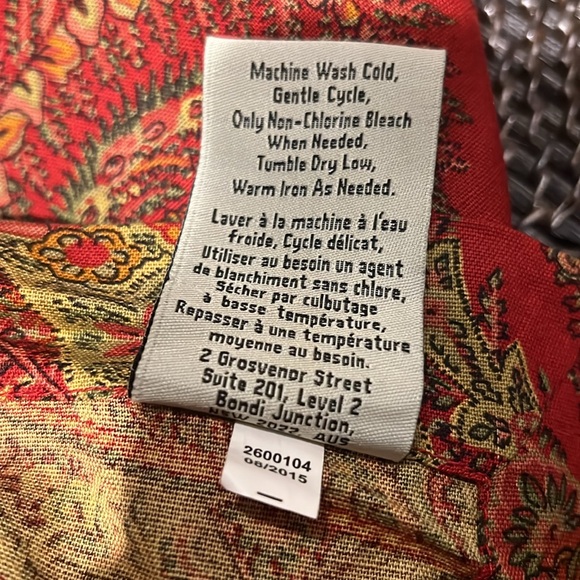 Machine Wash Cold,
Gentle Cycle,
Only Non-Chlorine Bleach
When Needed,
Tumble Dry Low,
Warm Iron As Needed.
Laver à la machine à l'eau
froide, Cycle délicat,
Utiliser au besoin un agent
de blanchiment sans chlore,
Sécher par culbutage
à basse température,
Repasser à une température
moyenne au besoin.
2 Grosvenor Street
Suite 201, Level 2
Bondi Junction,
NSW 2022 AUS
2600104
08/2015